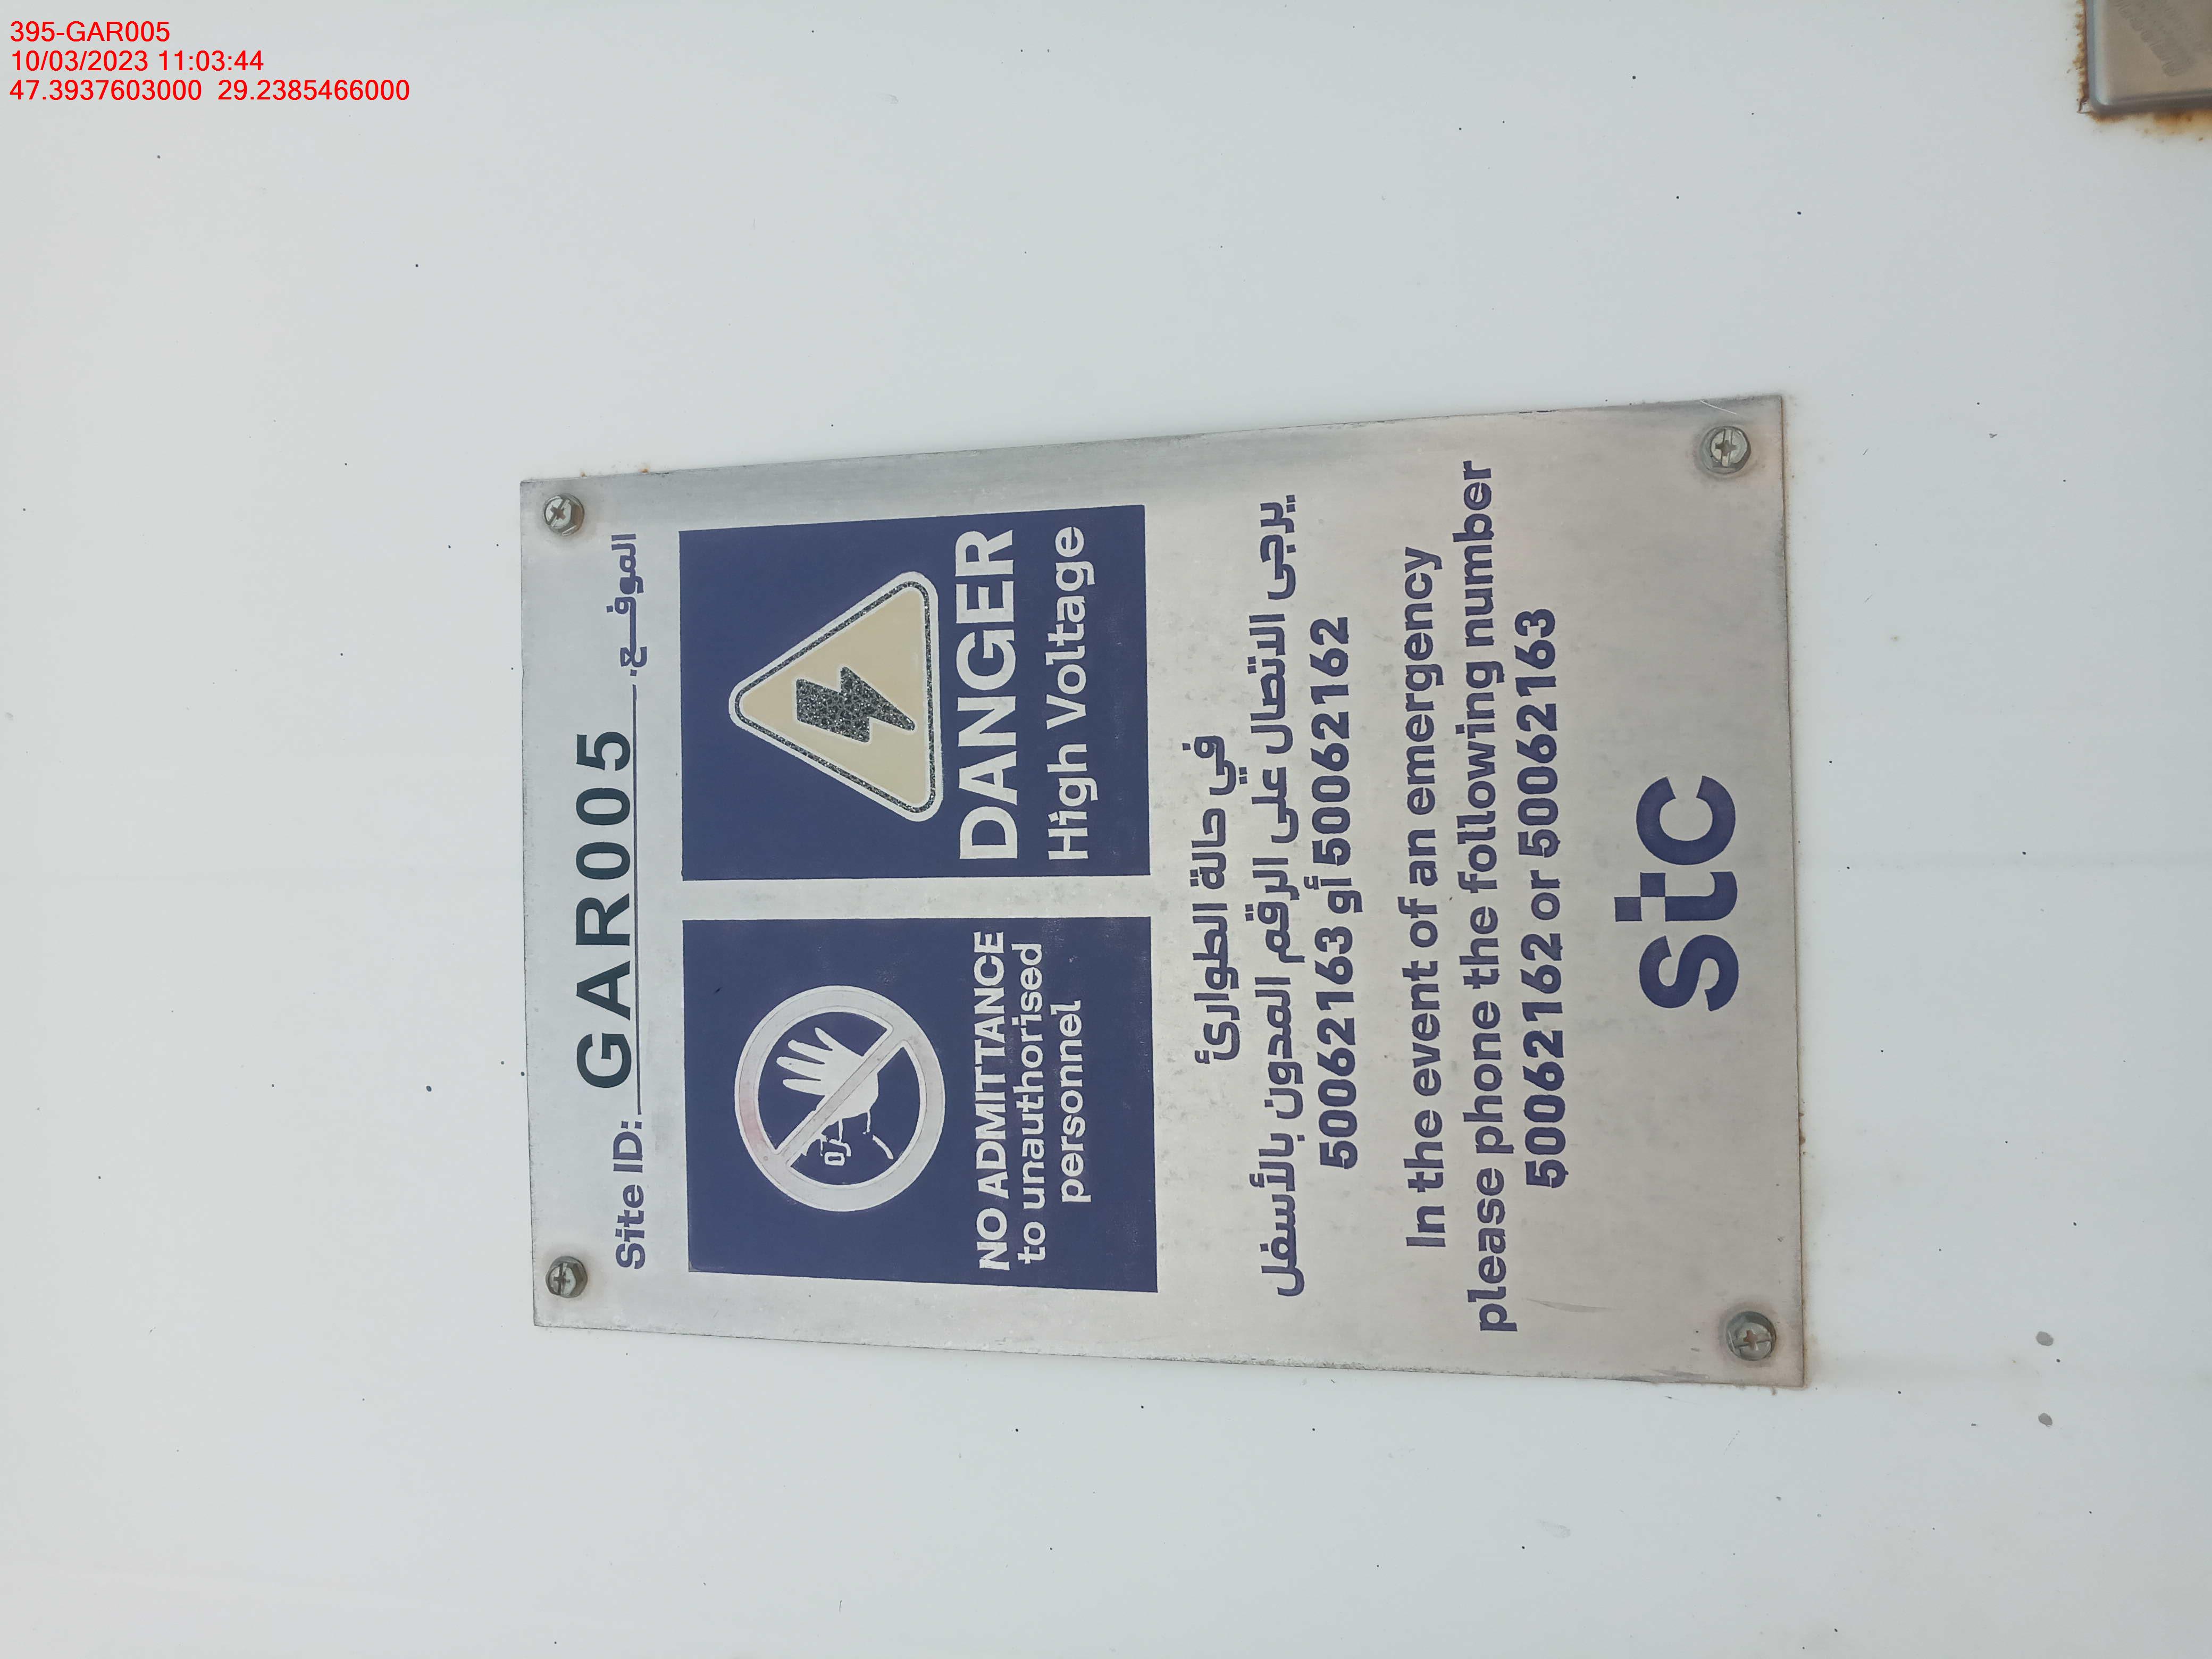 395-GAR005
10/03/2023 11:03:44
47.3937603000 29.2385466000
Site ID: GAR005 الموقع
NO ADMITTANCE
to unauthorised
personnel
DANGER
High Voltage
في حالة الطوارئ
يرجى الاتصال على الرقم المدون بالأسفل
50062163 أو 50062162
In the event of an emergency
please phone the following number
50062162 or 50062163
stc